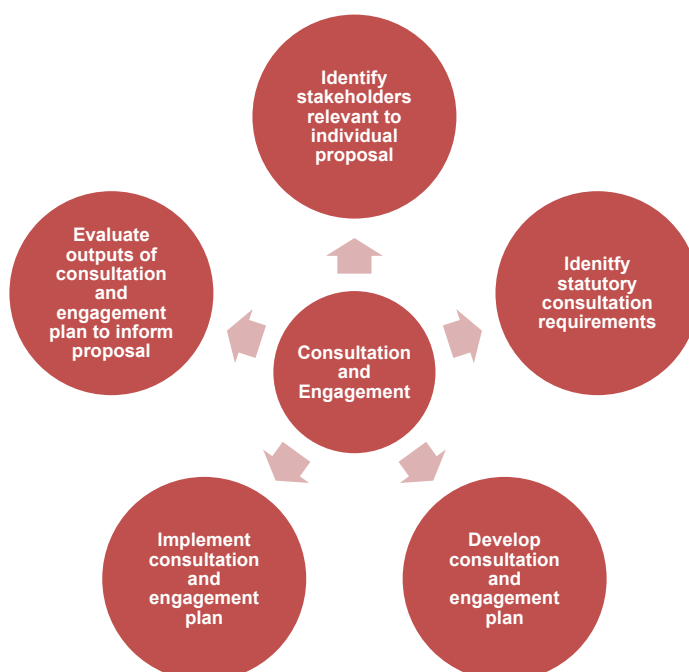 Identify
stakeholders
relevant to
individual
proposal
Idenitfy
statutory
consultation
requirements
Develop
consultation
and
engagement
plan
Implement
consultation
and
engagement
plan
Evaluate
outputs of
consultation
and
engagement
plan to inform
proposal
Consultation
and
Engagement